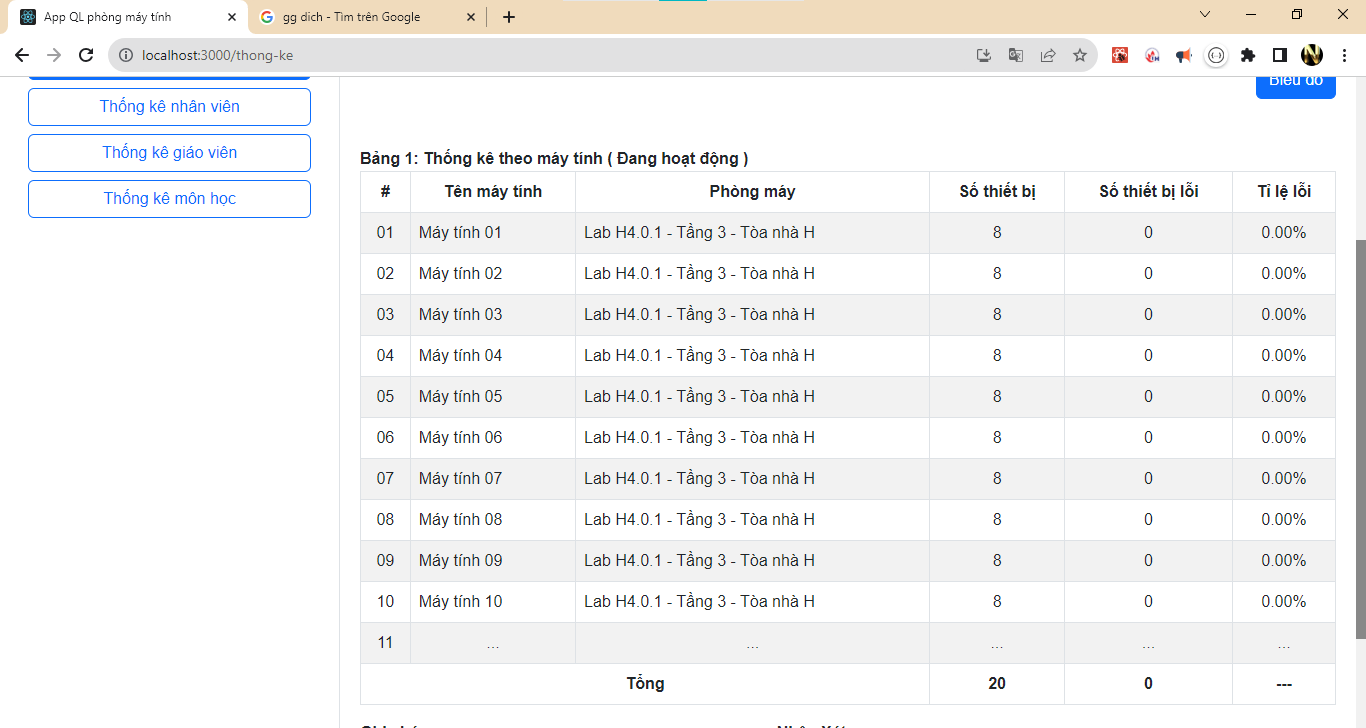 App QL phòng máy tính
gg dich - Tìm trên Google
localhost:3000/thong-ke
Thống kê nhân viên
Thống kê giáo viên
Thống kê môn học
Biểu đồ
Bảng 1: Thống kê theo máy tính ( Đang hoạt động )
# Tên máy tính Phòng máy Số thiết bị Số thiết bị lỗi Tỉ lệ lỗi
01 Máy tính 01 Lab H4.0.1 - Tầng 3 - Tòa nhà H 8 0 0.00%
02 Máy tính 02 Lab H4.0.1 - Tầng 3 - Tòa nhà H 8 0 0.00%
03 Máy tính 03 Lab H4.0.1 - Tầng 3 - Tòa nhà H 8 0 0.00%
04 Máy tính 04 Lab H4.0.1 - Tầng 3 - Tòa nhà H 8 0 0.00%
05 Máy tính 05 Lab H4.0.1 - Tầng 3 - Tòa nhà H 8 0 0.00%
06 Máy tính 06 Lab H4.0.1 - Tầng 3 - Tòa nhà H 8 0 0.00%
07 Máy tính 07 Lab H4.0.1 - Tầng 3 - Tòa nhà H 8 0 0.00%
08 Máy tính 08 Lab H4.0.1 - Tầng 3 - Tòa nhà H 8 0 0.00%
09 Máy tính 09 Lab H4.0.1 - Tầng 3 - Tòa nhà H 8 0 0.00%
10 Máy tính 10 Lab H4.0.1 - Tầng 3 - Tòa nhà H 8 0 0.00%
11 ... ... ... ... ...
Tổng 20 0 ---